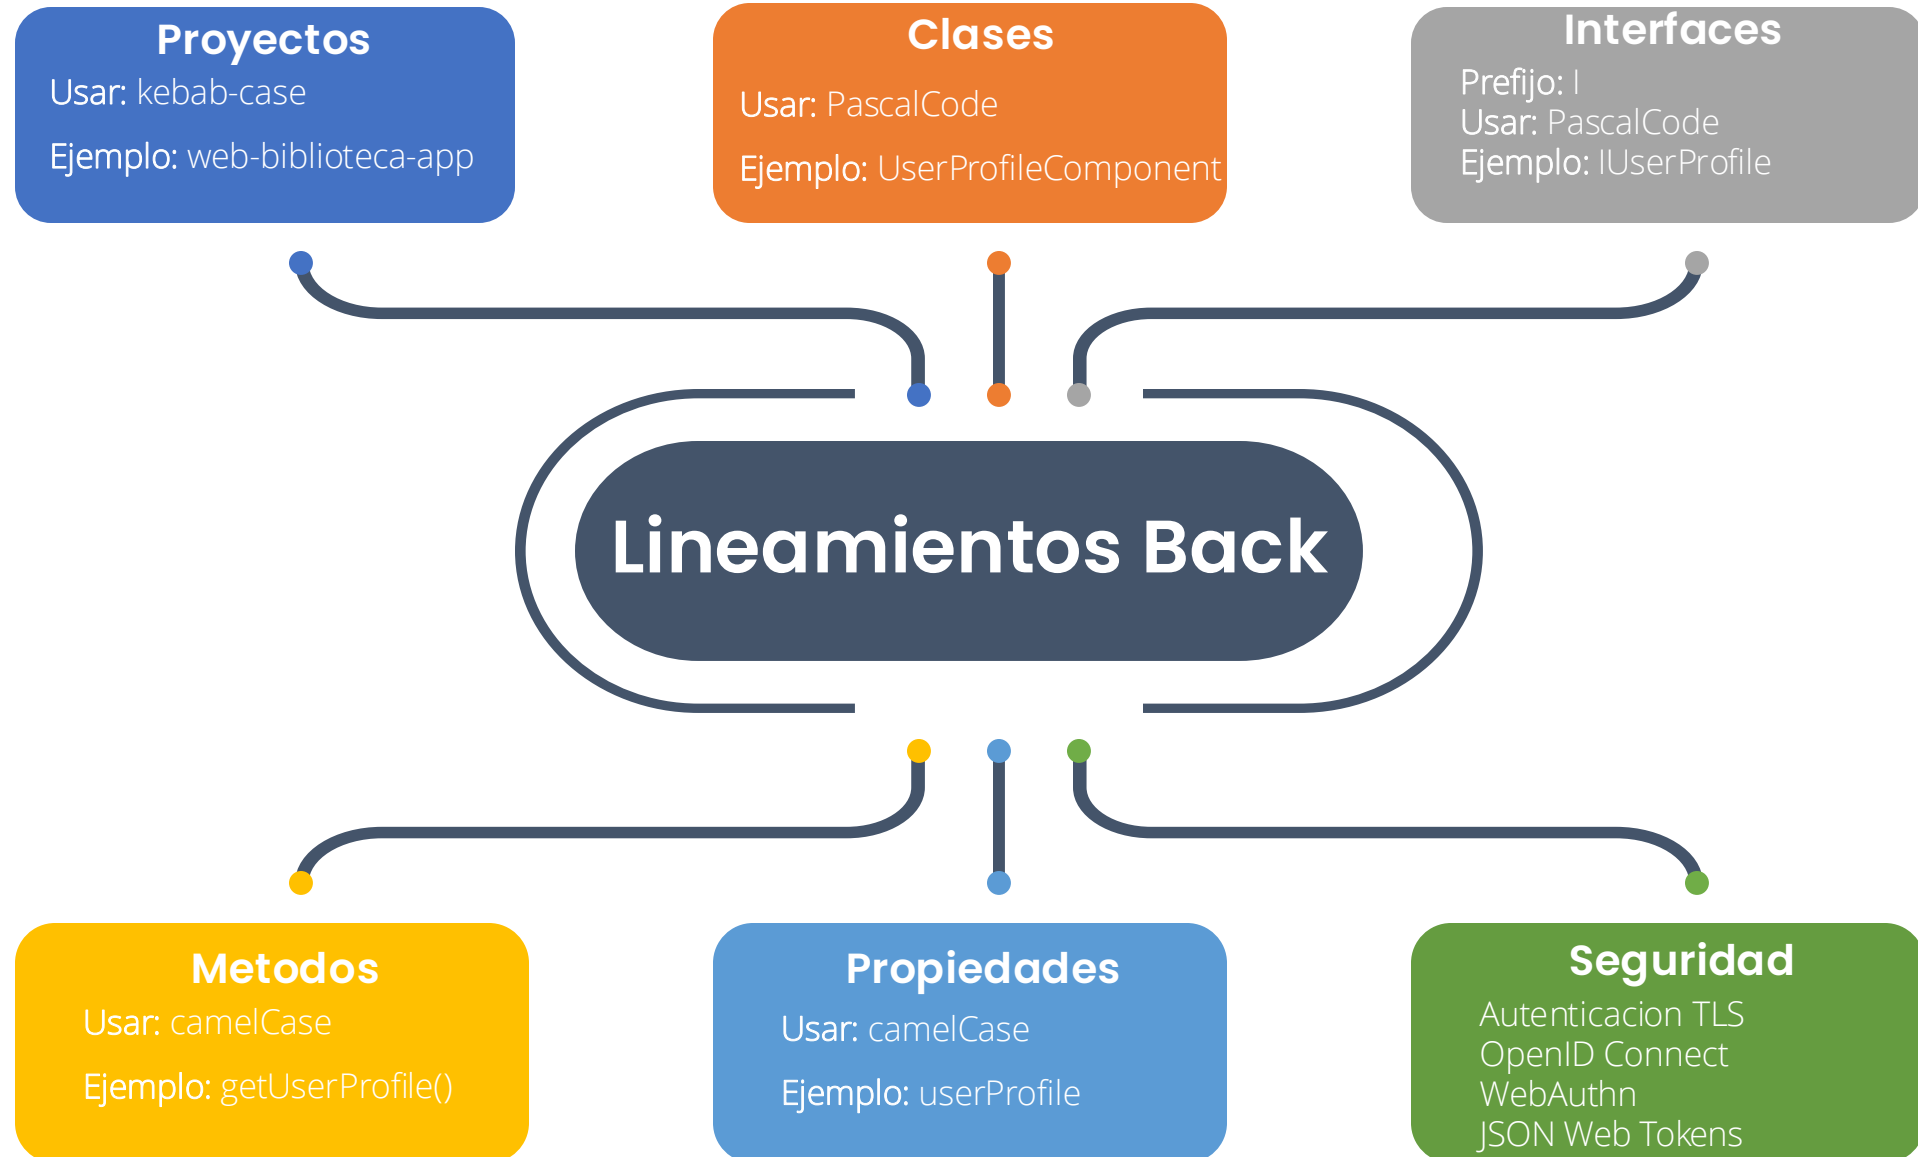 Proyectos
Usar: kebab-case
Ejemplo: web-biblioteca-app
Clases
Usar: PascalCode
Ejemplo: UserProfileComponent
Interfaces
Prefijo: I
Usar: PascalCode
Ejemplo: IUserProfile
Lineamientos Back
Metodos
Usar: camelCase
Ejemplo: getUserProfile()
Propiedades
Usar: camelCase
Ejemplo: userProfile
Seguridad
Autenticacion TLS
OpenID Connect
WebAuthn
JSON Web Tokens